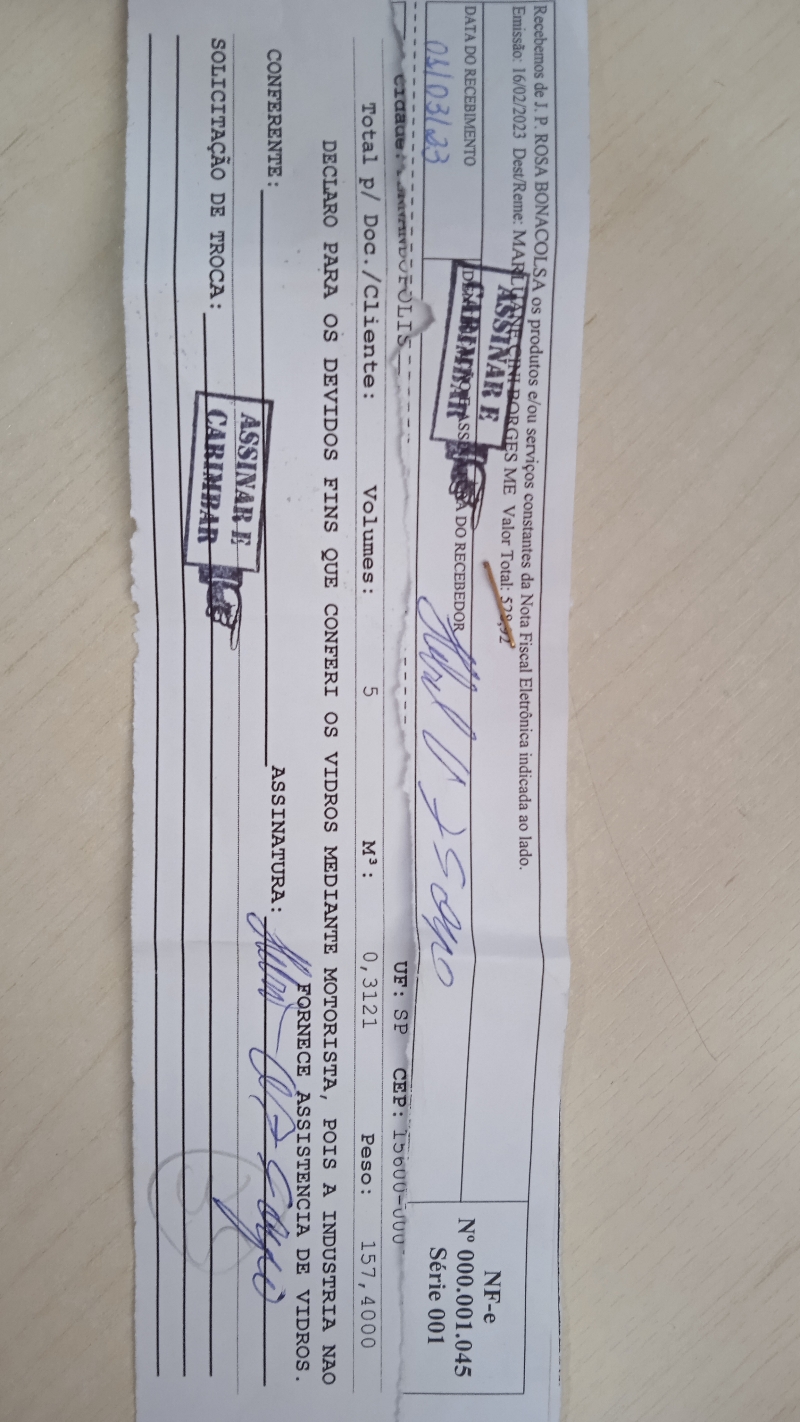 Recebemos de J. P. ROSA BONACOLSA os produtos e/ou serviços constantes da Nota Fiscal Eletrônica indicada ao lado.
Emissão: 16/02/2023 Dest/Reme: BORGES ME Valor Total:
NF-e
Nº 000.001.045
Série 001
DATA DO RECEBIMENTO
03/03/23
DO RECEBEDOR
ASSINAR E
CARIMBAR
Cidade: UF: SP CEP: 15600-000
Total p/ Doc./Cliente: Volumes: 5 M³: 0,3121 Peso: 157,4000
DECLARO PARA OS DEVIDOS FINS QUE CONFERI OS VIDROS MEDIANTE MOTORISTA, POIS A INDUSTRIA NAO
FORNECE ASSISTENCIA DE VIDROS.
CONFERENTE: ASSINATURA:
SOLICITAÇÃO DE TROCA:
ASSINAR E
CARIMBAR